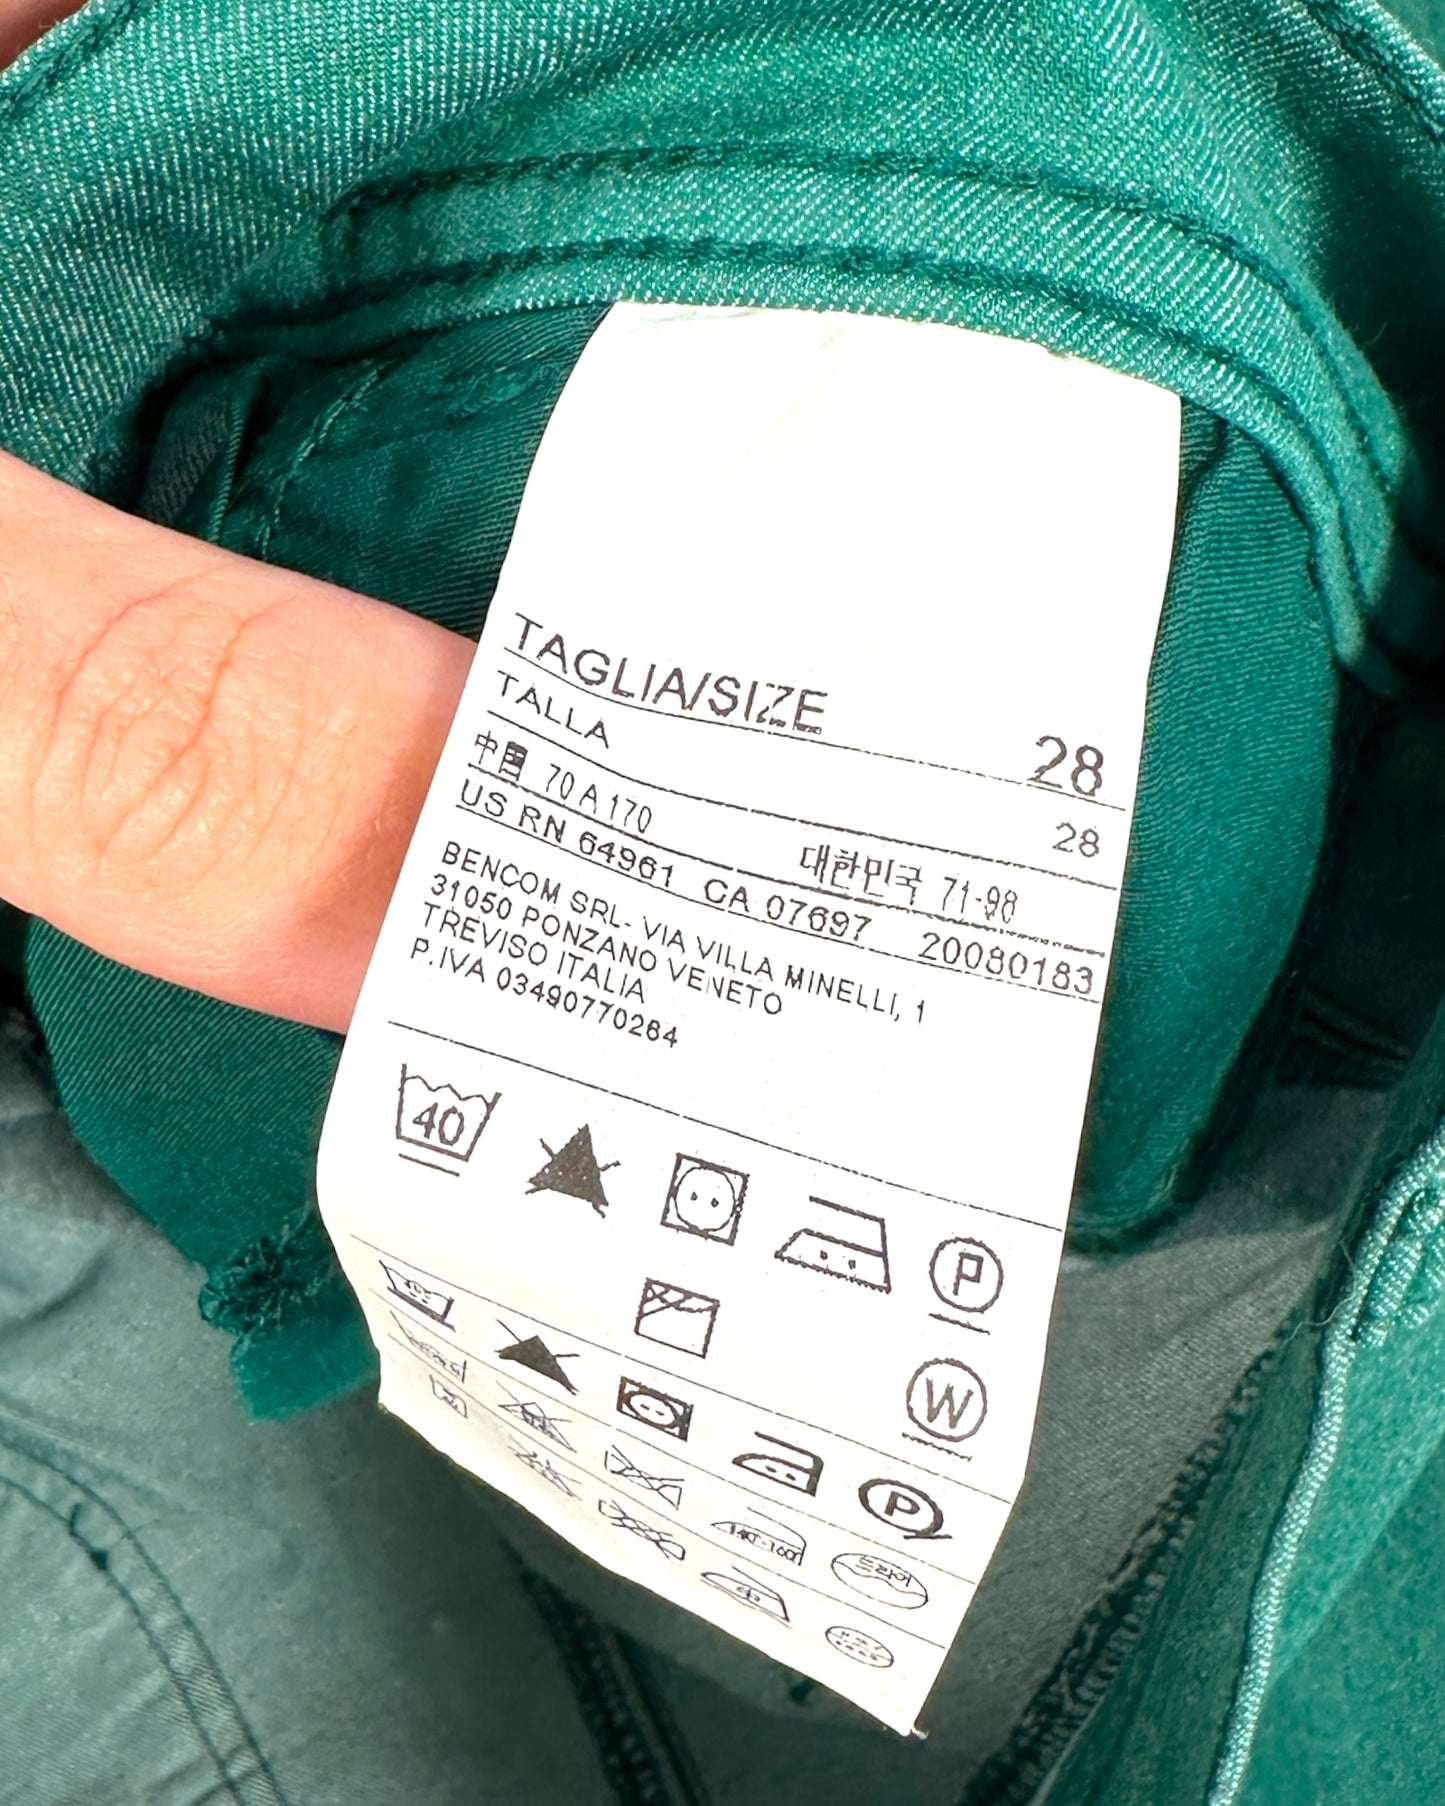 TAGLIA/SIZE 28
TALLA 28
中国 70 A 170 대한민국 71-98
US RN 64961 CA 07697 20080183
BENCOM SRL- VIA VILLA MINELLI, 1
31050 PONZANO VENETO
TREVISO ITALIA
P.IVA 03490770264
40
P
W
P